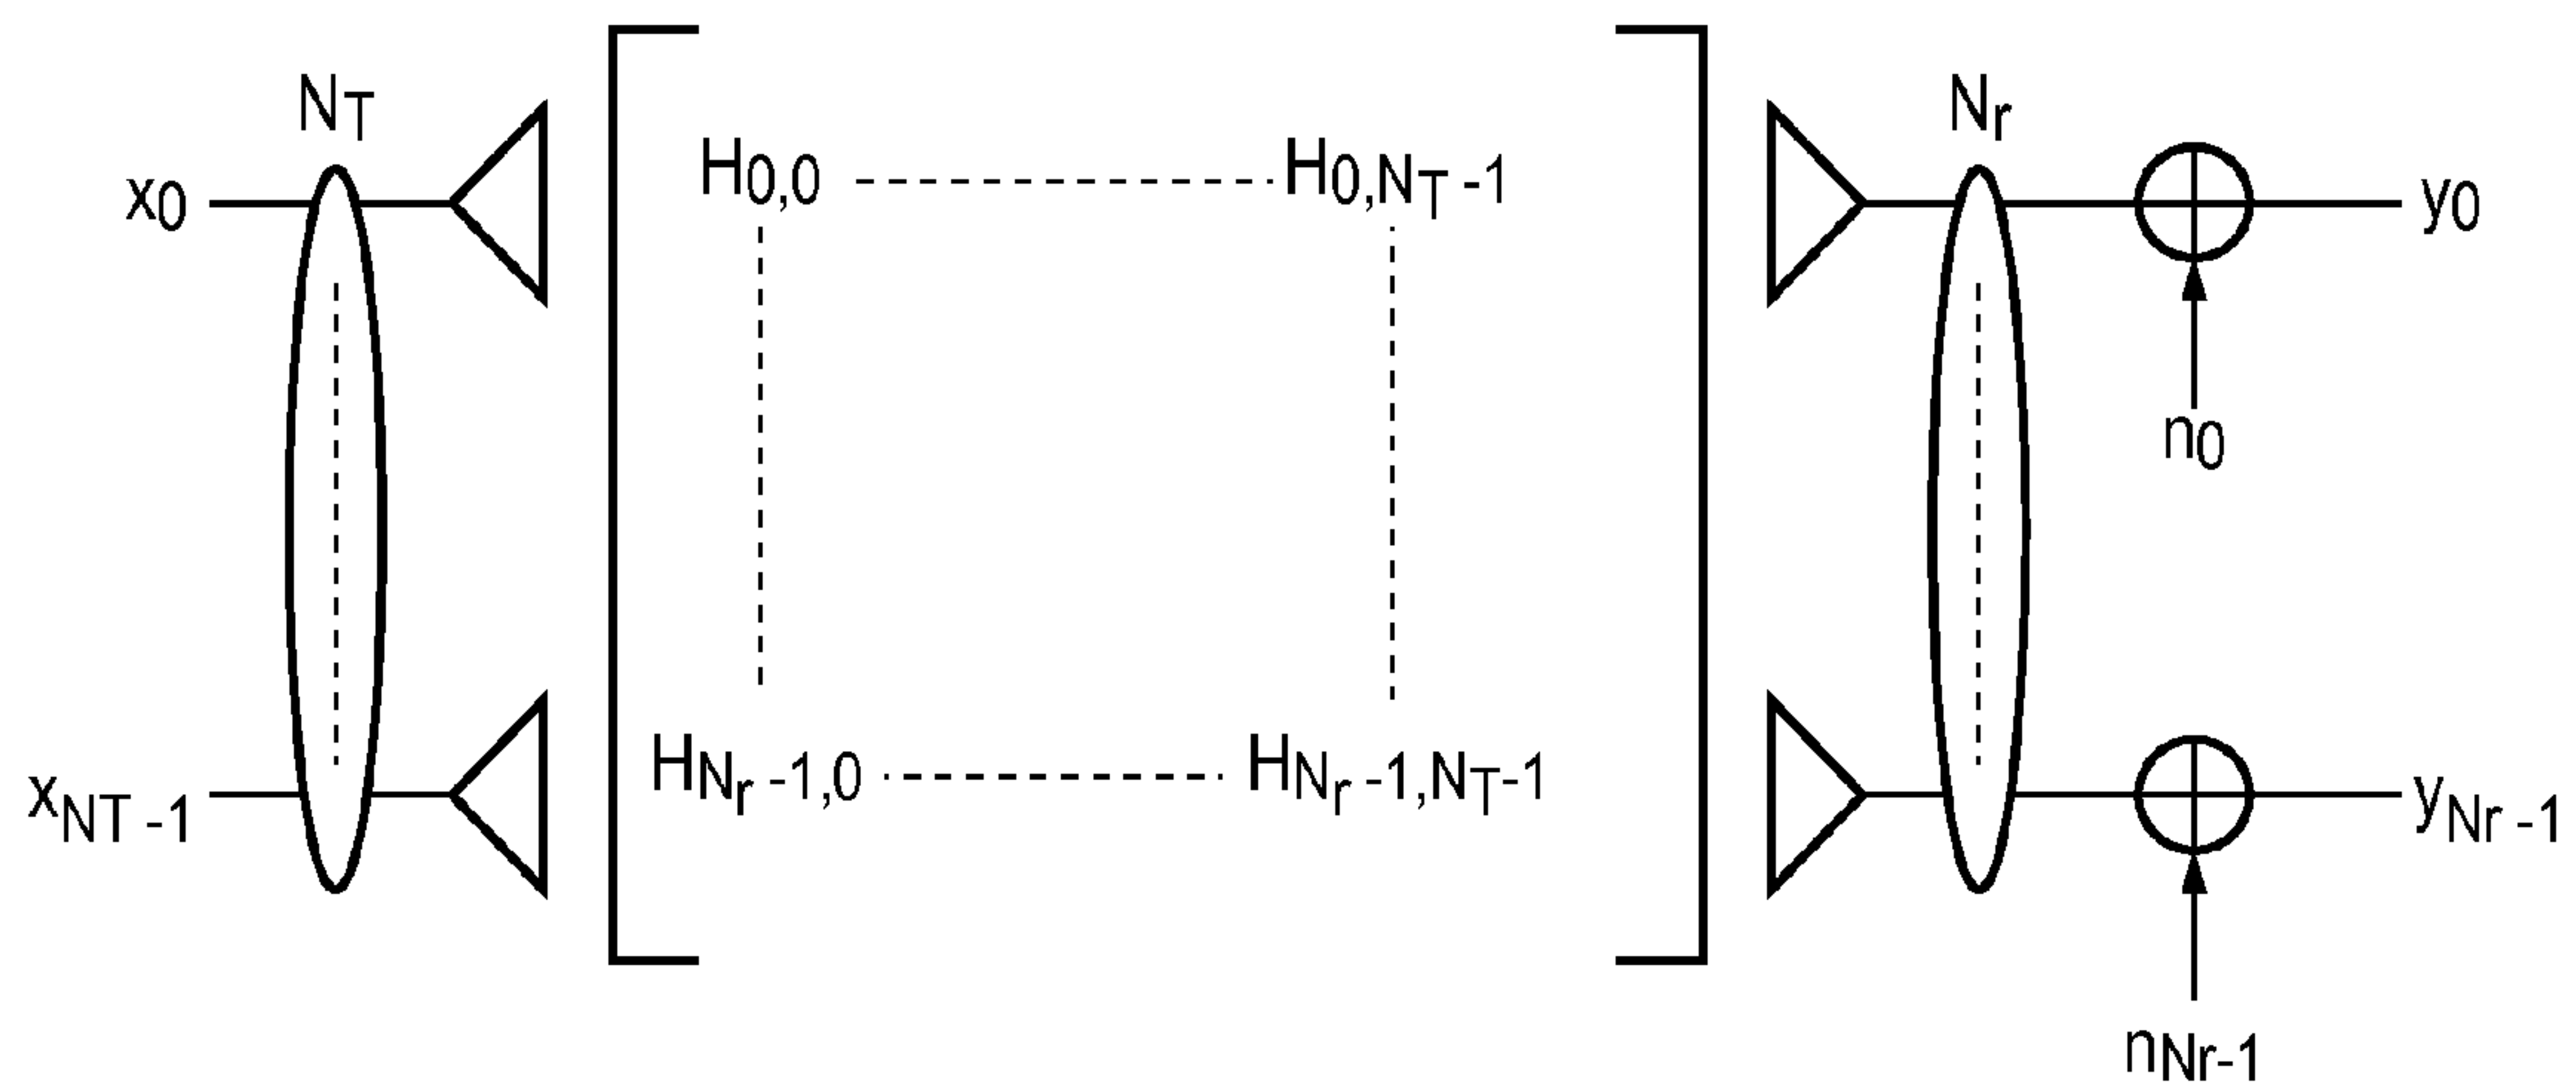 NT
Nr
x0
H0,0
H0,NT-1
y0
n0
xNT-1
HNr-1,0
HNr-1,NT-1
yNr-1
nNr-1